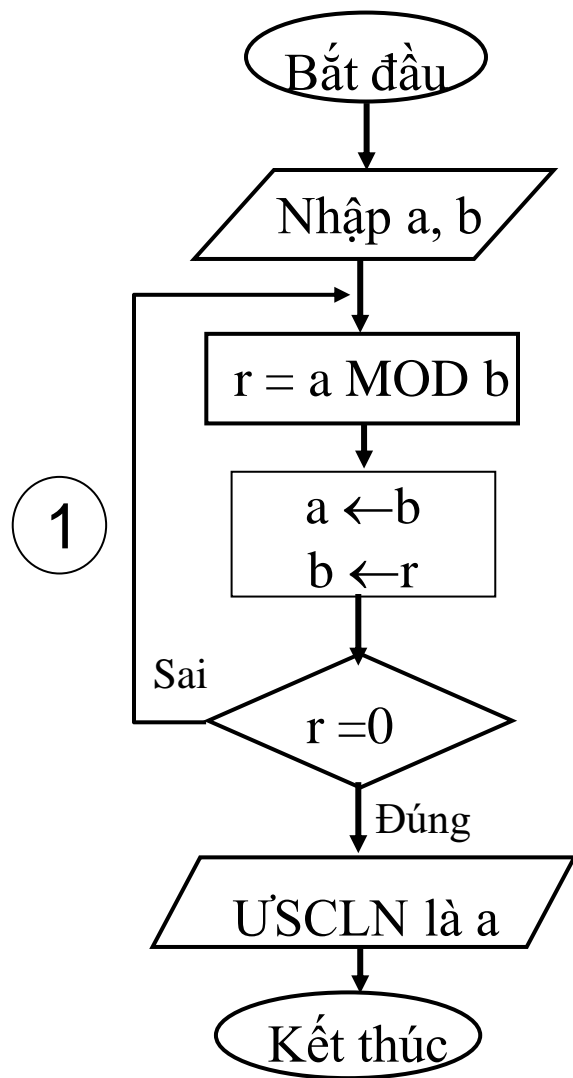 Bắt đầu
Nhập a, b
r = a MOD b
1
a ←b
b ←r
Sai
r =0
Đúng
ƯSCLN là a
Kết thúc